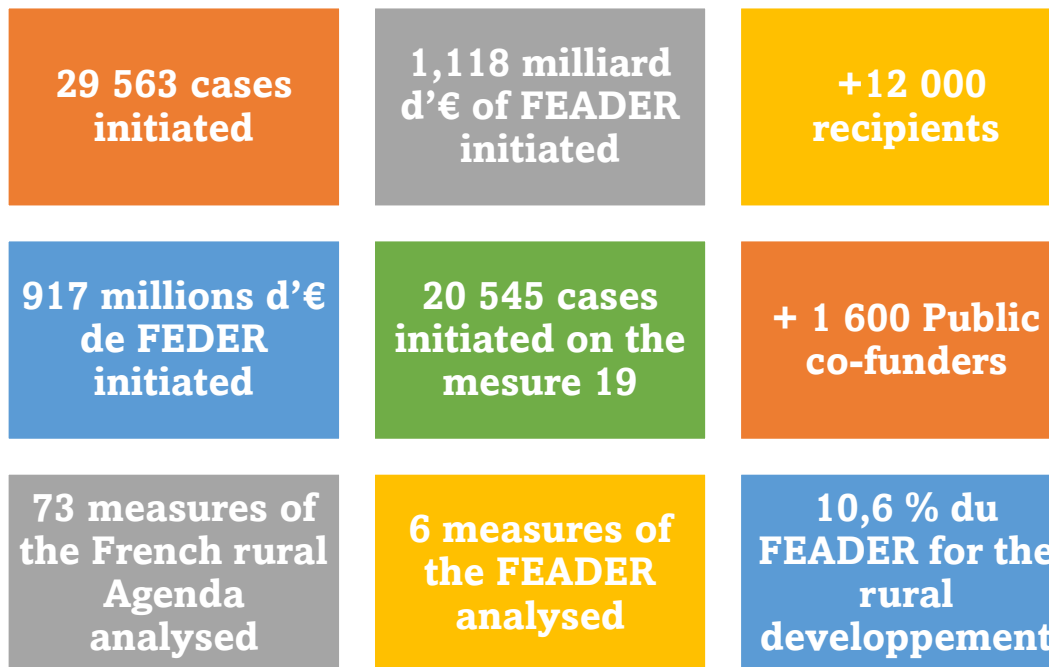 29 563 cases
initiated
1,118 milliard
d’€ of FEADER
initiated
+12 000
recipients
917 millions d’€
de FEDER
initiated
20 545 cases
initiated on the
mesure 19
+ 1 600 Public
co-funders
73 measures of
the French rural
Agenda
analysed
6 measures of
the FEADER
analysed
10,6 % du
FEADER for the
rural
developpement